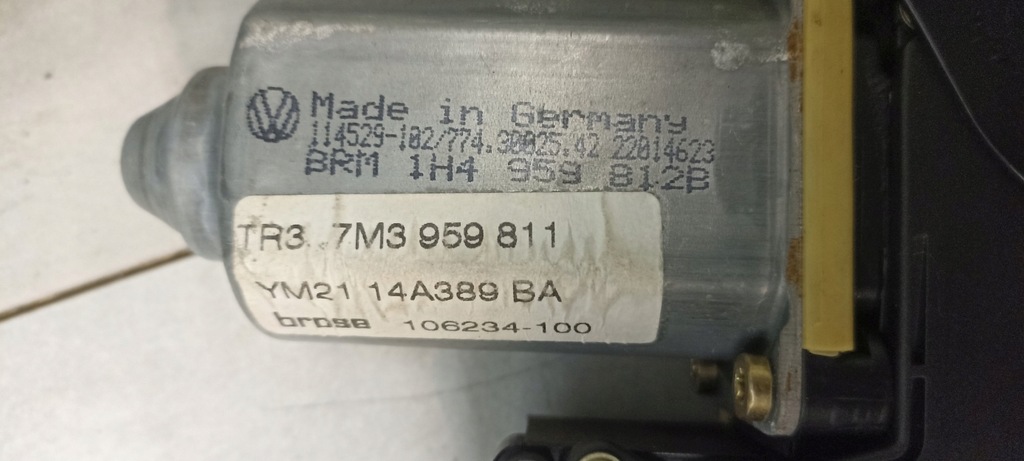 Made in Germany
114529-102/774.30025.42 22014623
BRM 1H4 959 812B
TR3 7M3 959 811
YM21 14A389 BA
brose 106234-100